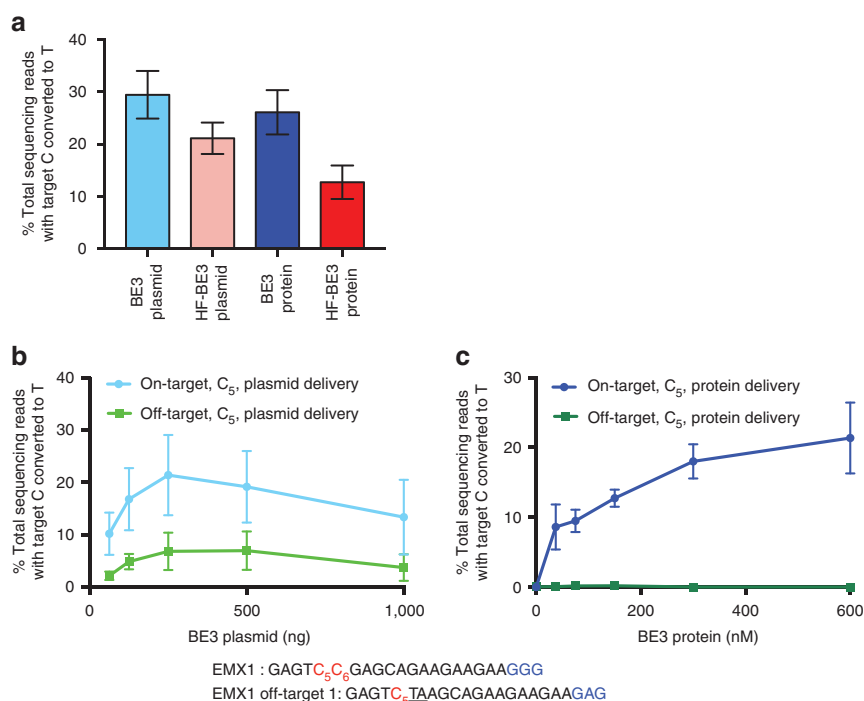 a
% Total sequencing reads
with target C converted to T
40
30
20
10
0
BE3
plasmid
HF-BE3
plasmid
BE3
protein
HF-BE3
protein
b
% Total sequencing reads
with target C converted to T
40
30
20
10
0
On-target, C₅, plasmid delivery
Off-target, C₅, plasmid delivery
0
500
1,000
BE3 plasmid (ng)
c
% Total sequencing reads
with target C converted to T
30
20
10
0
On-target, C₅, protein delivery
Off-target, C₅, protein delivery
0
200
400
600
BE3 protein (nM)
EMX1 : GAGTC₅C₆GAGCAGAAGAAGAAGGG
EMX1 off-target 1: GAGTC₅TAAGCAGAAGAAGAAGAG